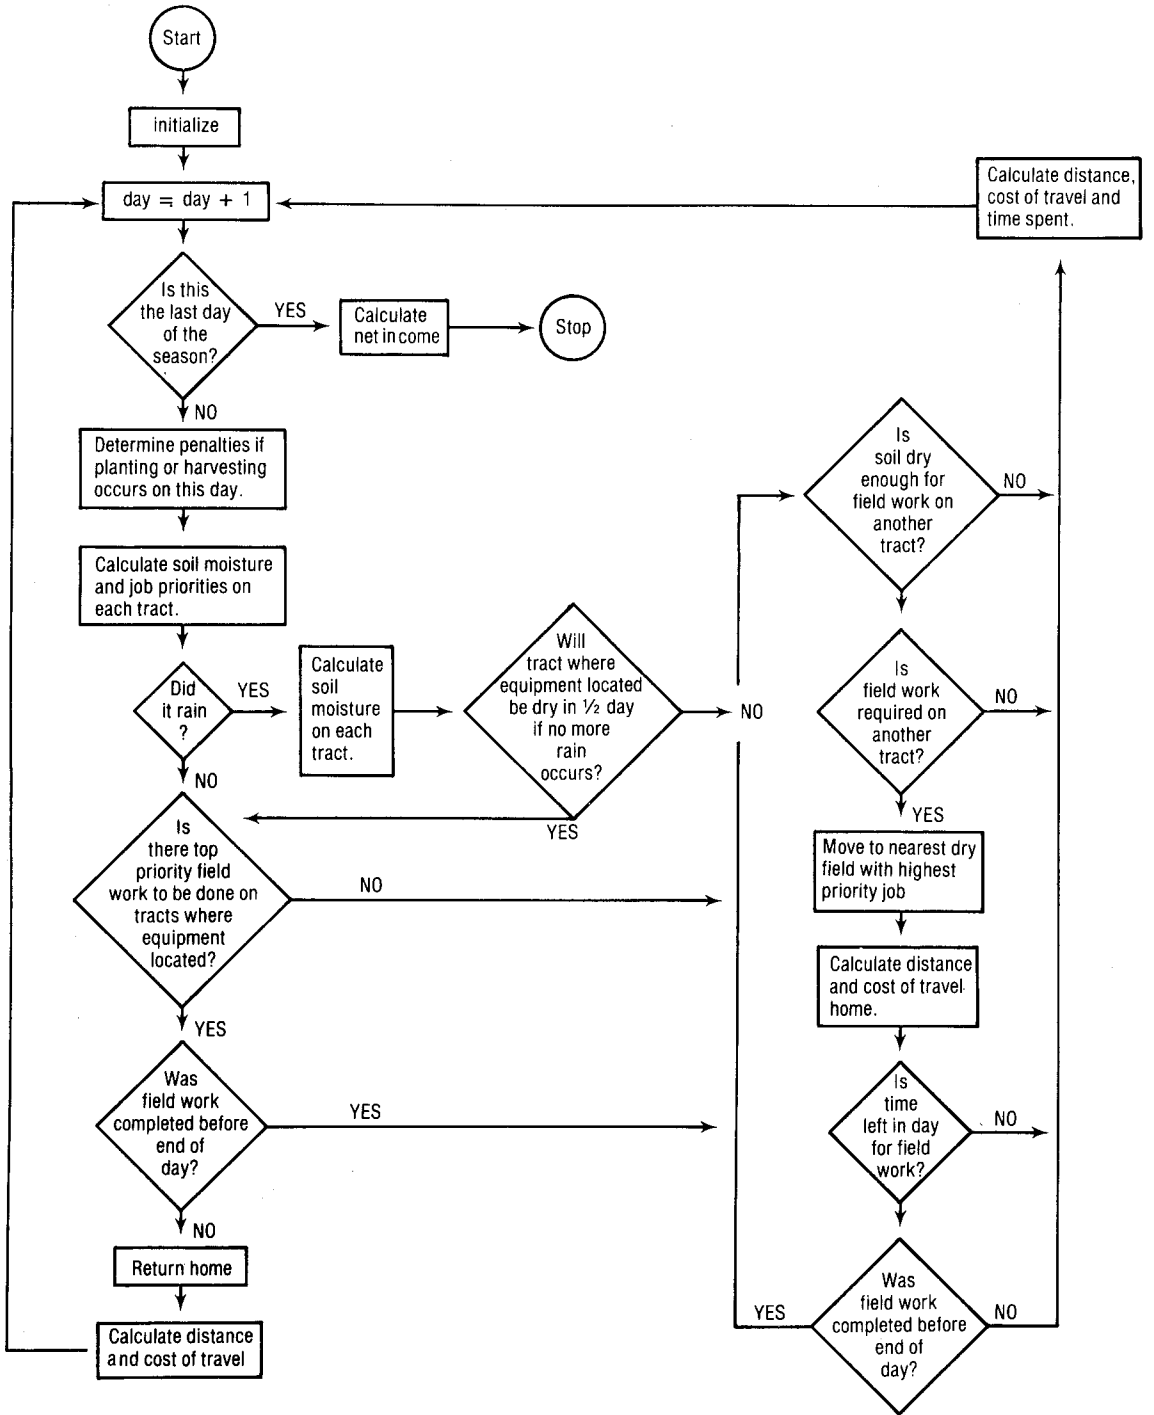 Start
initialize
day = day + 1
Is this
the last day
of the
season?
YES
Calculate
net in come
Stop
NO
Determine penalties if
planting or harvesting
occurs on this day.
Calculate soil moisture
and job priorities on
each tract.
Did
it rain
?
YES
Calculate
soil
moisture
on each
tract.
Will
tract where
equipment located
be dry in ½ day
if no more
rain
occurs?
NO
YES
NO
Is
there top
priority field
work to be done on
tracts where
equipment
located?
NO
YES
Was
field work
completed before
end of
day?
YES
NO
Return home
Calculate distance
and cost of travel
Calculate distance,
cost of travel and
time spent.
Is
soil dry
enough for
field work on
another
tract?
NO
Is
field work
required on
another
tract?
NO
YES
Move to nearest dry
field with highest
priority job
Calculate distance
and cost of travel
home.
Is
time
left in day
for field
work?
NO
Was
field work
completed before
end of
day?
YES
NO